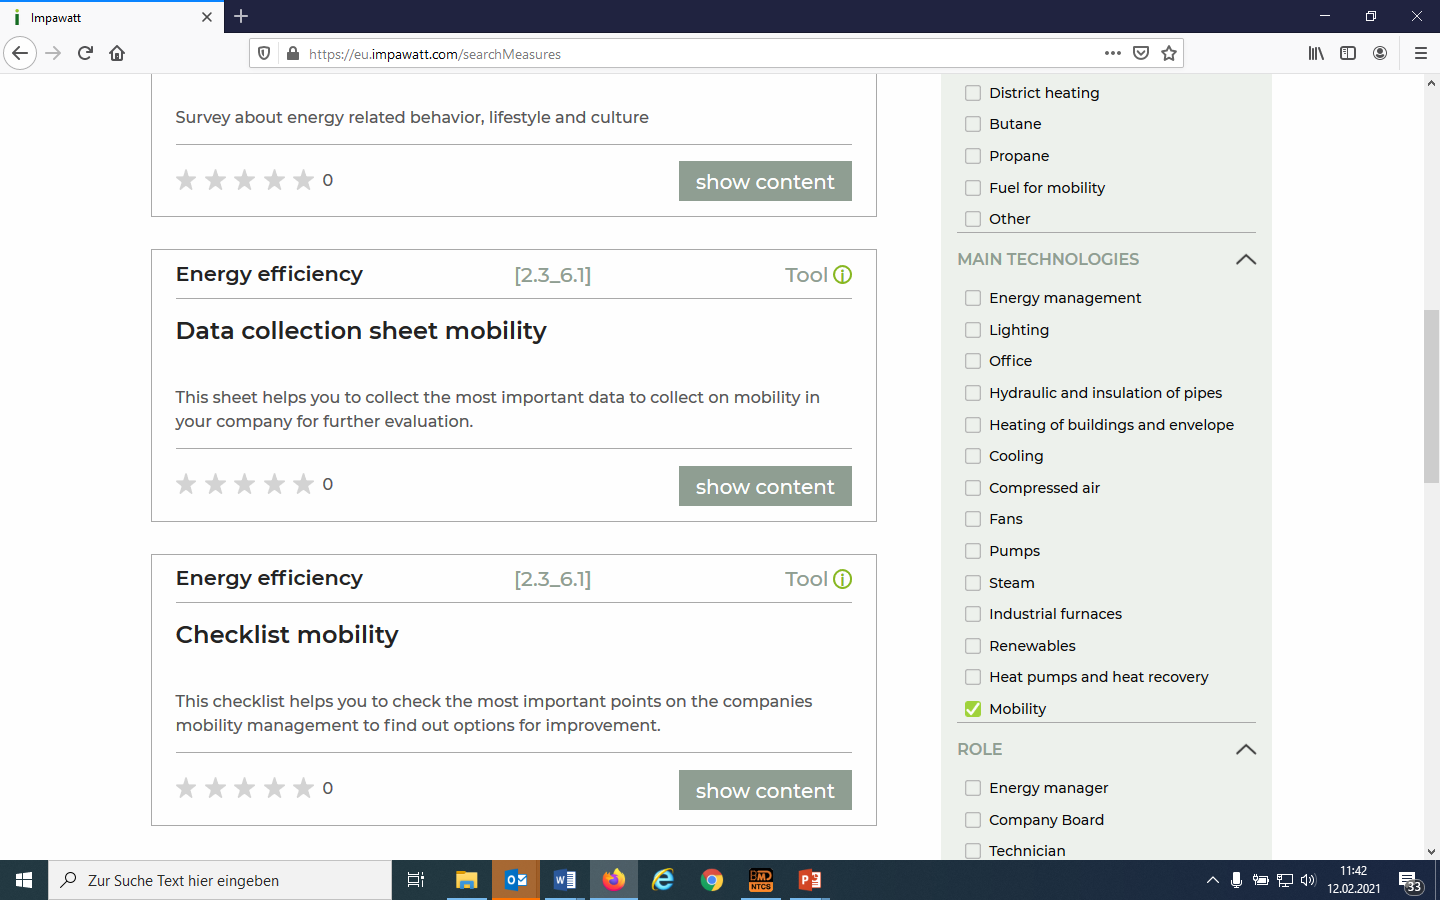 Impawatt
https://eu.impawatt.com/searchMeasures
Survey about energy related behavior, lifestyle and culture
0
show content
Energy efficiency
[2.3_6.1]
Tool
Data collection sheet mobility
This sheet helps you to collect the most important data to collect on mobility in
your company for further evaluation.
0
show content
Energy efficiency
[2.3_6.1]
Tool
Checklist mobility
This checklist helps you to check the most important points on the companies
mobility management to find out options for improvement.
0
show content
District heating
Butane
Propane
Fuel for mobility
Other
MAIN TECHNOLOGIES
Energy management
Lighting
Office
Hydraulic and insulation of pipes
Heating of buildings and envelope
Cooling
Compressed air
Fans
Pumps
Steam
Industrial furnaces
Renewables
Heat pumps and heat recovery
Mobility
ROLE
Energy manager
Company Board
Technician
Zur Suche Text hier eingeben
BMD
NTCS
11:42
12.02.2021
33